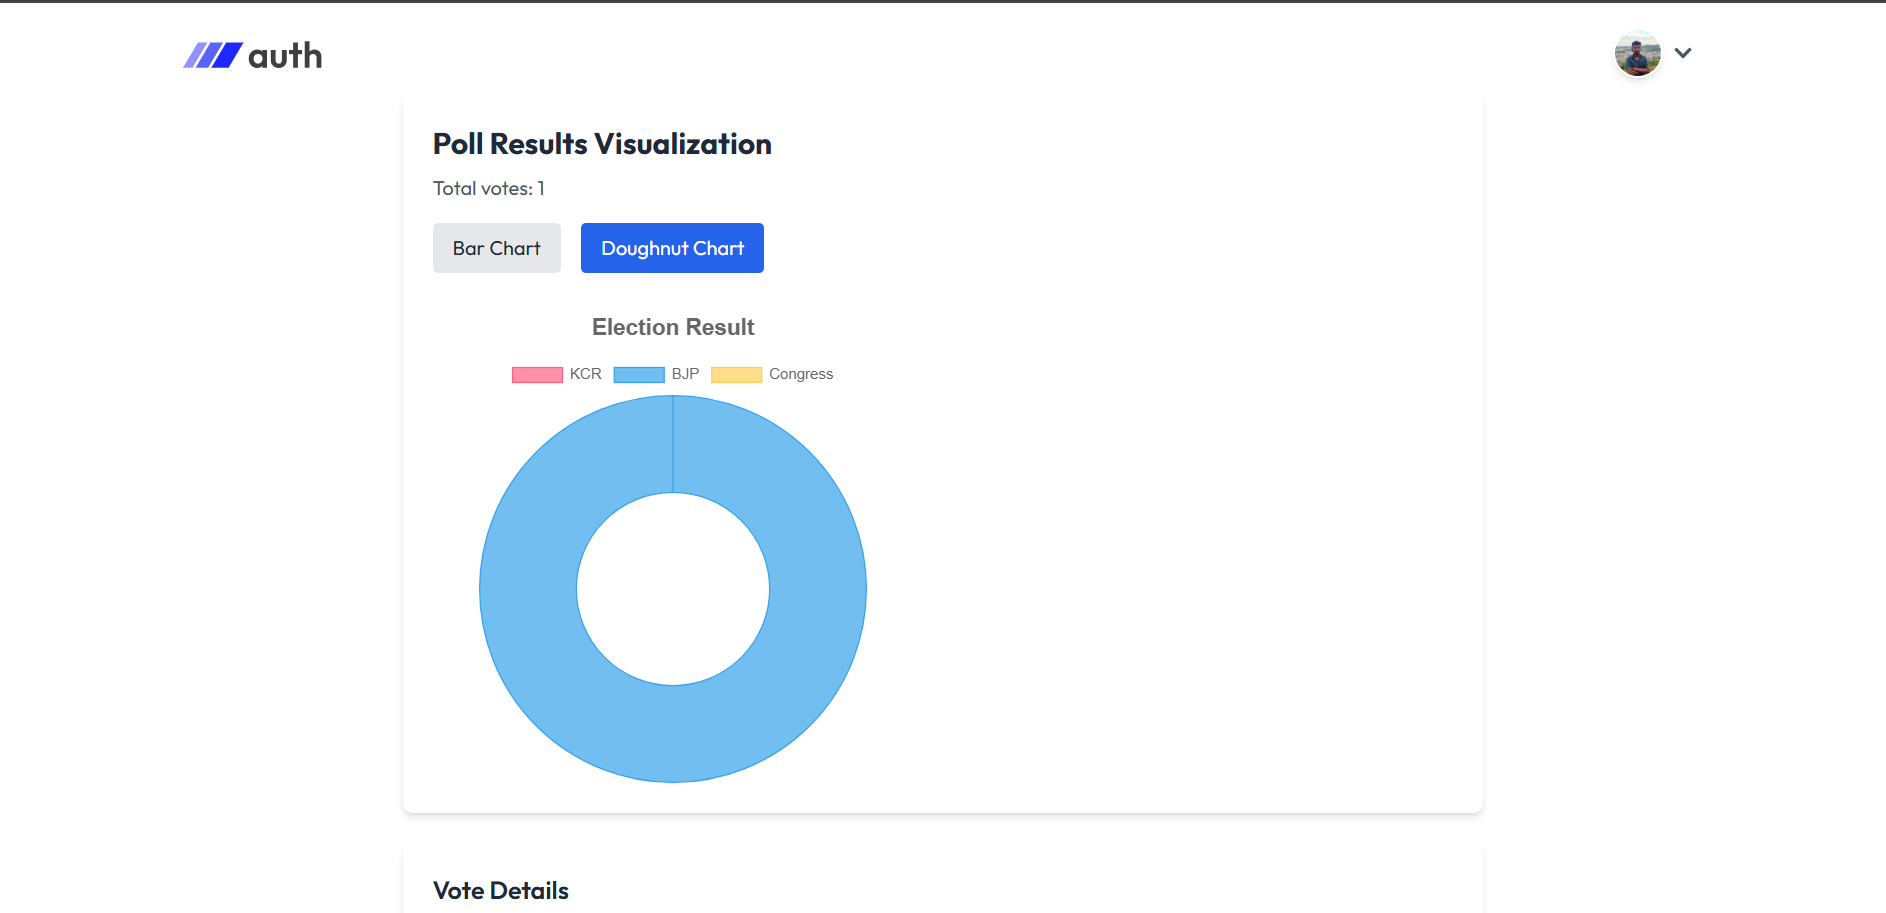 auth
Poll Results Visualization
Total votes: 1
Bar Chart Doughnut Chart
Election Result
KCR BJP Congress
Vote Details